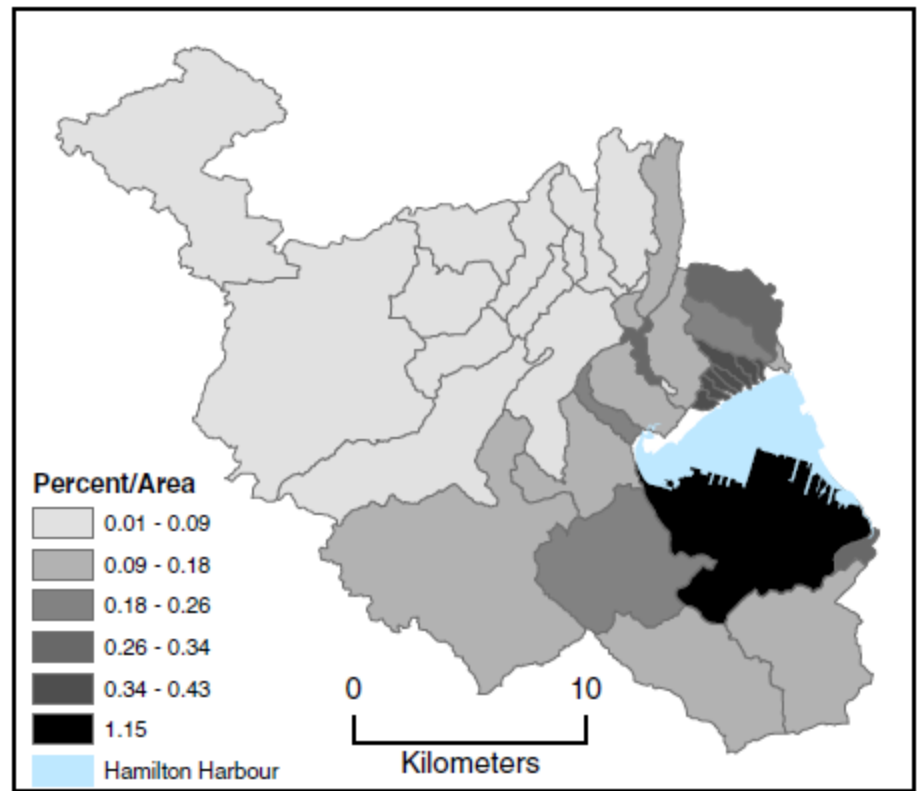 Percent/Area
0.01 - 0.09
0.09 - 0.18
0.18 - 0.26
0.26 - 0.34
0.34 - 0.43
1.15
Hamilton Harbour
0 10
Kilometers